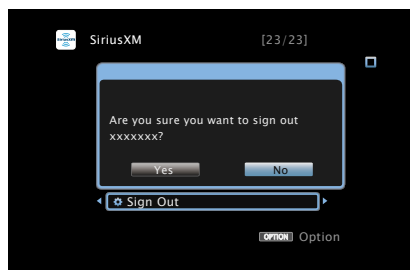 SiriusXM [23/23]
Are you sure you want to sign out
xxxxxxx?
Yes No
Sign Out
OPTION Option